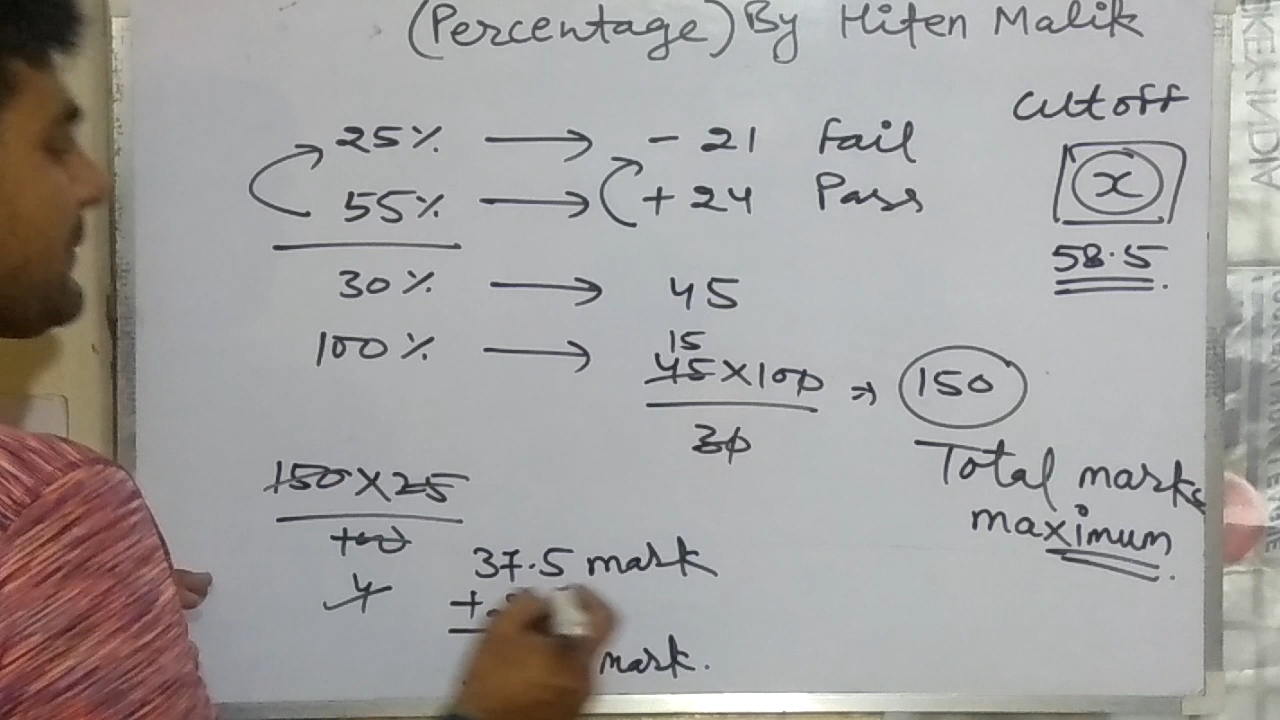 (Percentage) By Hiten Malik
cutoff
25% → - 21 Fail
x
55% → + 24 Pass
58.5
30% → 45
15
100% → 45×100 ⇒ 150
30
Total marks
maximum
150×25
100
4
37.5 mark
+
mark.